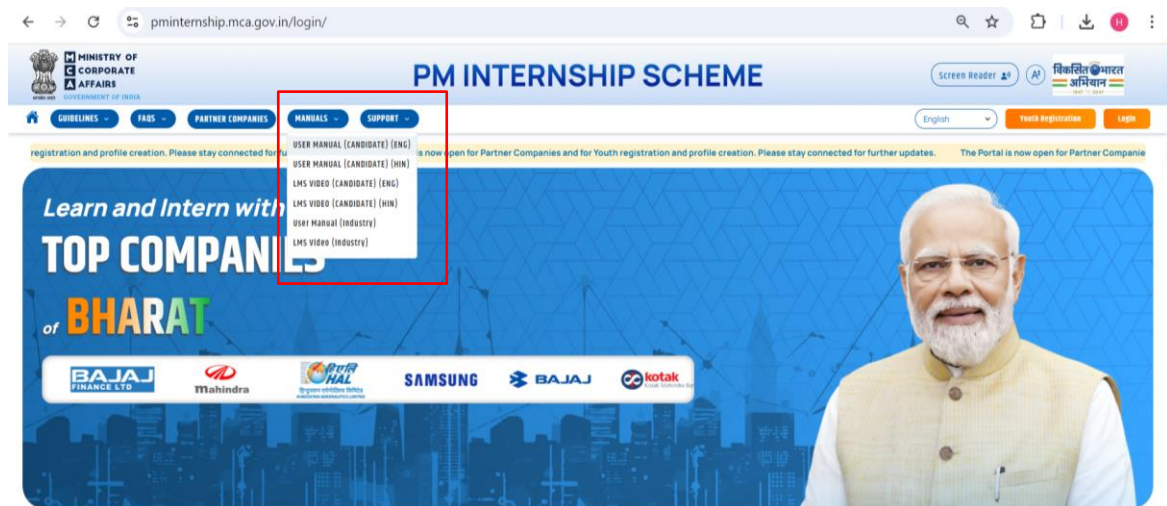 pminternship.mca.gov.in/login/
H
MINISTRY OF
CORPORATE
AFFAIRS
GOVERNMENT OF INDIA
PM INTERNSHIP SCHEME
Screen Reader
विकसित भारत
अभियान
GUIDELINES
FAQS
PARTNER COMPANIES
MANUALS
SUPPORT
English
Youth Registration
Login
registration and profile creation. Please stay connected for fu
s now open for Partner Companies and for Youth registration and profile creation. Please stay connected for further updates. The Portal is now open for Partner Companie
USER MANUAL (CANDIDATE) (ENG)
USER MANUAL (CANDIDATE) (HIN)
LMS VIDEO (CANDIDATE) (ENG)
LMS VIDEO (CANDIDATE) (HIN)
User Manual (Industry)
LMS Video (Industry)
Learn and Intern with
TOP COMPANIES
of BHARAT
BAJAJ
FINANCE LTD
Mahindra
HAL
HINDUSTAN AERONAUTICS LIMITED
SAMSUNG
BAJAJ
kotak